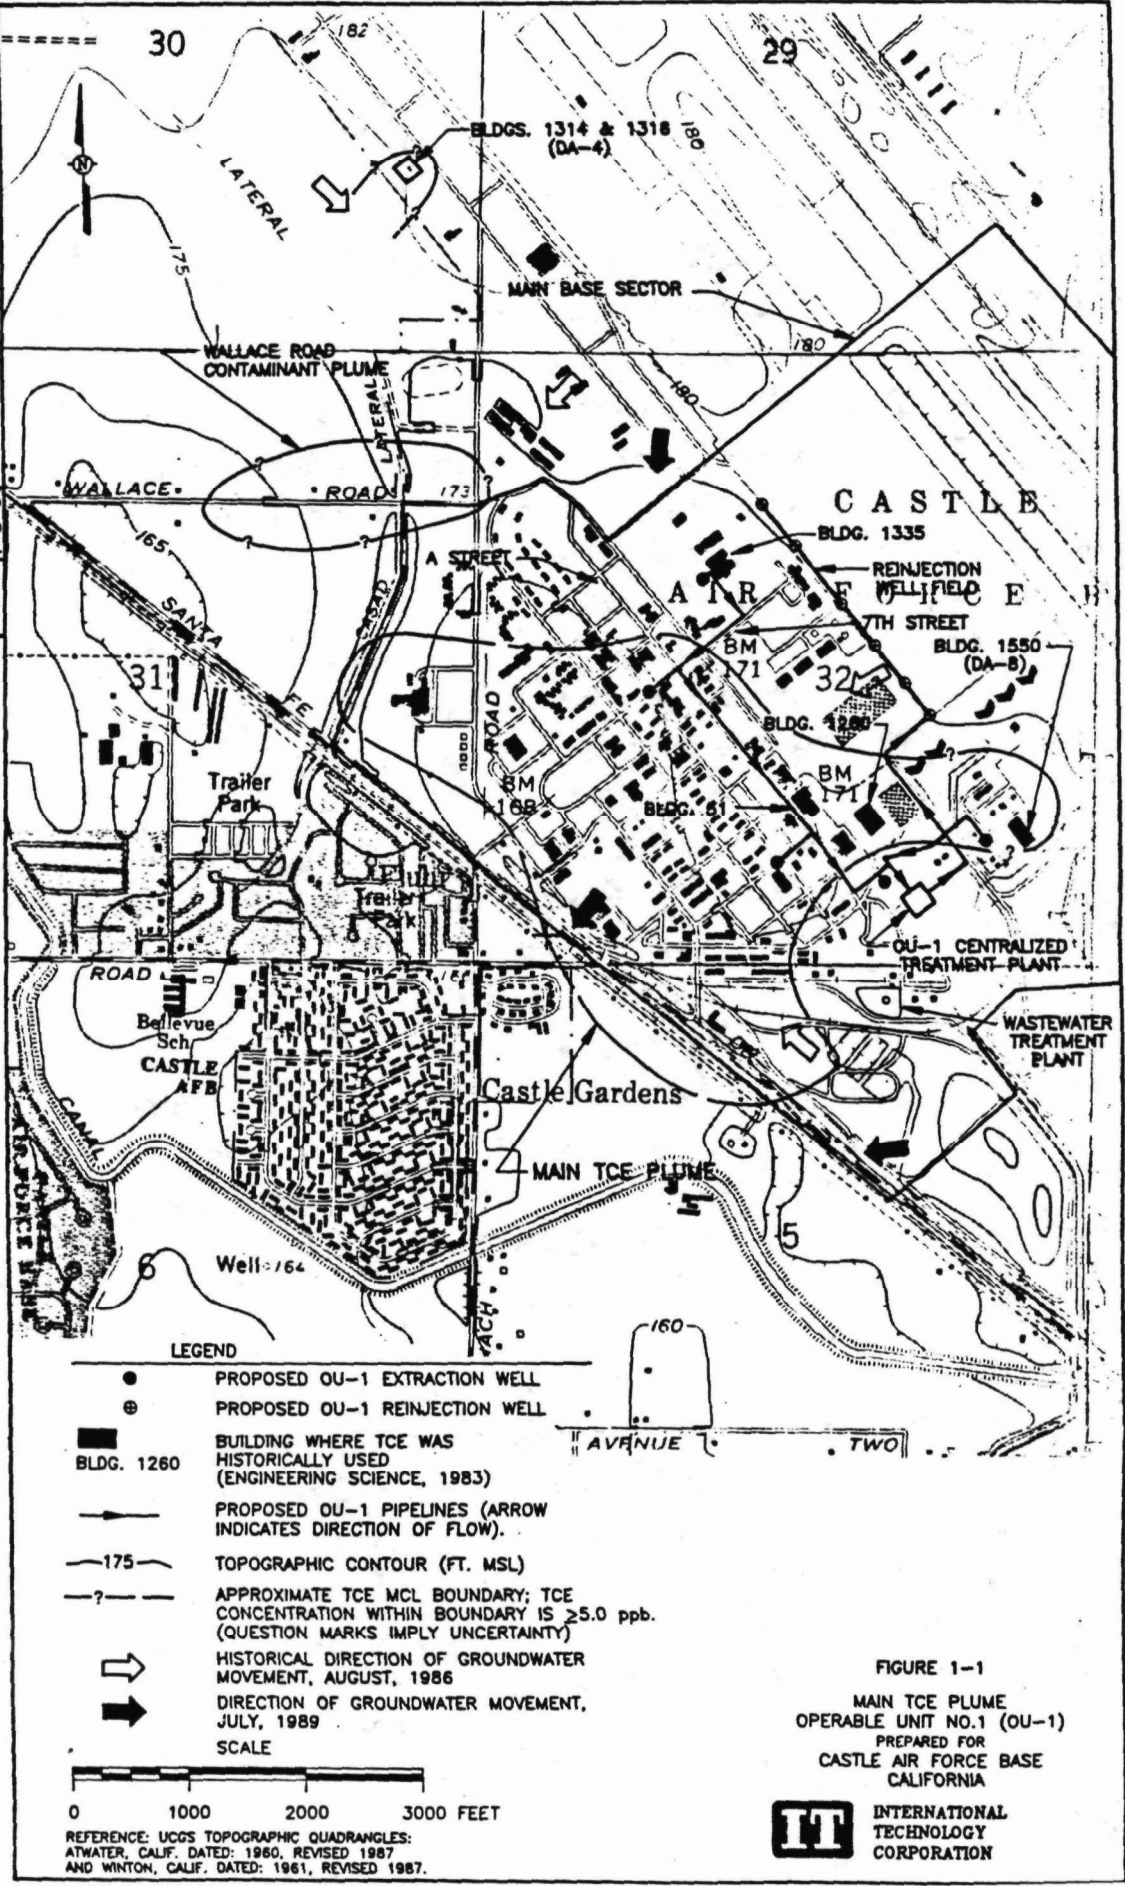 30
182
29
BLDGS. 1314 & 1316
(DA-4)
180
N
LATERAL
175
MAIN BASE SECTOR
180
WALLACE ROAD
CONTAMINANT PLUME
180
LATERAL
?
?
WALLACE
ROAD
173
CASTLE
165
?
?
BLDG. 1335
A STREET
REINJECTION
WELL FIELD
AIR FORCE
SANTA
FE
7TH STREET
BM
171
BLDG. 1550
(DA-8)
31
32
ROAD
BLDG. 1260
?
Trailer
Park
BM
168
BM
171
BLDG. 51
?
OU-1 CENTRALIZED
TREATMENT PLANT
ROAD
Bellevue
Sch
CASTLE
AFB
WASTEWATER
TREATMENT
PLANT
CANAL
Castle Gardens
MAIN TCE PLUME
5
6
Well 164
160
AVENUE
TWO
LEGEND
PROPOSED OU-1 EXTRACTION WELL
PROPOSED OU-1 REINJECTION WELL
BLDG. 1260
BUILDING WHERE TCE WAS
HISTORICALLY USED
(ENGINEERING SCIENCE, 1983)
PROPOSED OU-1 PIPELINES (ARROW
INDICATES DIRECTION OF FLOW).
175
TOPOGRAPHIC CONTOUR (FT. MSL)
?
APPROXIMATE TCE MCL BOUNDARY; TCE
CONCENTRATION WITHIN BOUNDARY IS ≥5.0 ppb.
(QUESTION MARKS IMPLY UNCERTAINTY)
HISTORICAL DIRECTION OF GROUNDWATER
MOVEMENT, AUGUST, 1986
DIRECTION OF GROUNDWATER MOVEMENT,
JULY, 1989
SCALE
0 1000 2000 3000 FEET
REFERENCE: UCGS TOPOGRAPHIC QUADRANGLES:
ATWATER, CALIF. DATED: 1960, REVISED 1987
AND WINTON, CALIF. DATED: 1961, REVISED 1987.
FIGURE 1-1
MAIN TCE PLUME
OPERABLE UNIT NO.1 (OU-1)
PREPARED FOR
CASTLE AIR FORCE BASE
CALIFORNIA
IT
INTERNATIONAL
TECHNOLOGY
CORPORATION